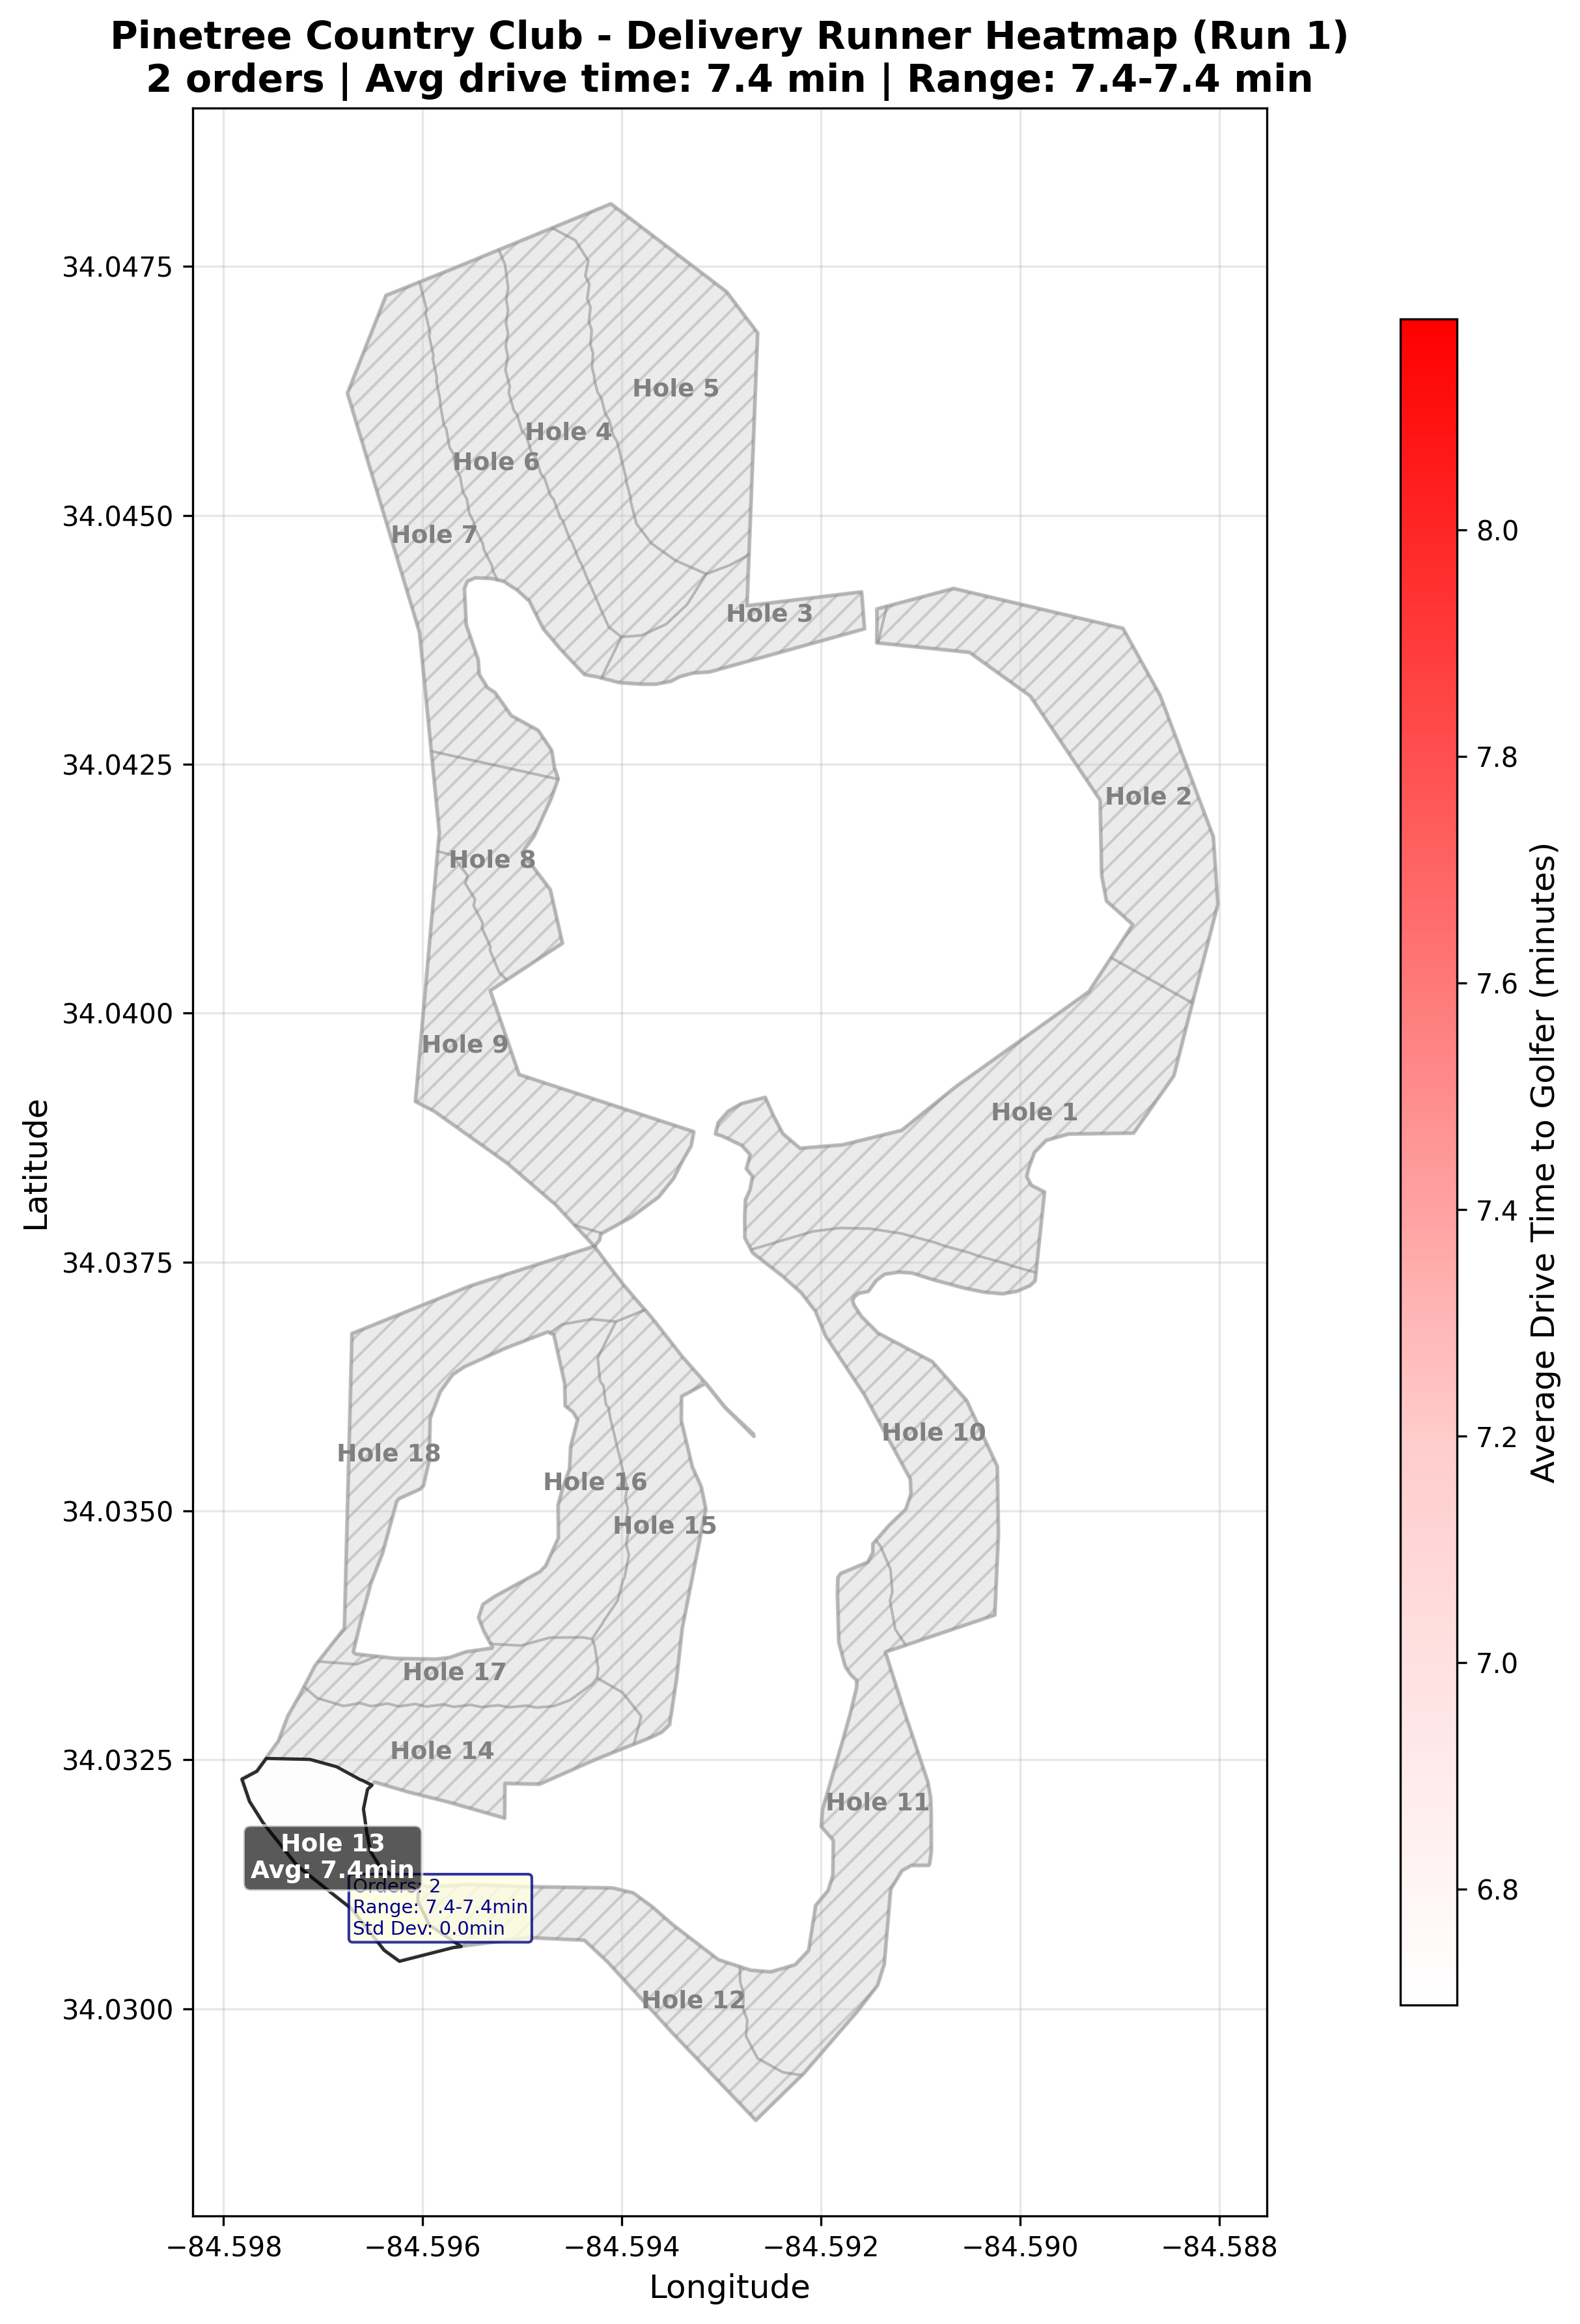 Pinetree Country Club - Delivery Runner Heatmap (Run 1)
2 orders | Avg drive time: 7.4 min | Range: 7.4-7.4 min
34.0475
34.0450
34.0425
34.0400
34.0375
34.0350
34.0325
34.0300
Latitude
Hole 5
Hole 4
Hole 6
Hole 7
Hole 3
Hole 2
Hole 8
Hole 9
Hole 1
Hole 10
Hole 18
Hole 16
Hole 15
Hole 17
Hole 14
Hole 11
Hole 13
Avg: 7.4min
Orders: 2
Range: 7.4-7.4min
Std Dev: 0.0min
Hole 12
−84.598
−84.596
−84.594
−84.592
−84.590
−84.588
Longitude
8.0
7.8
7.6
7.4
7.2
7.0
6.8
Average Drive Time to Golfer (minutes)